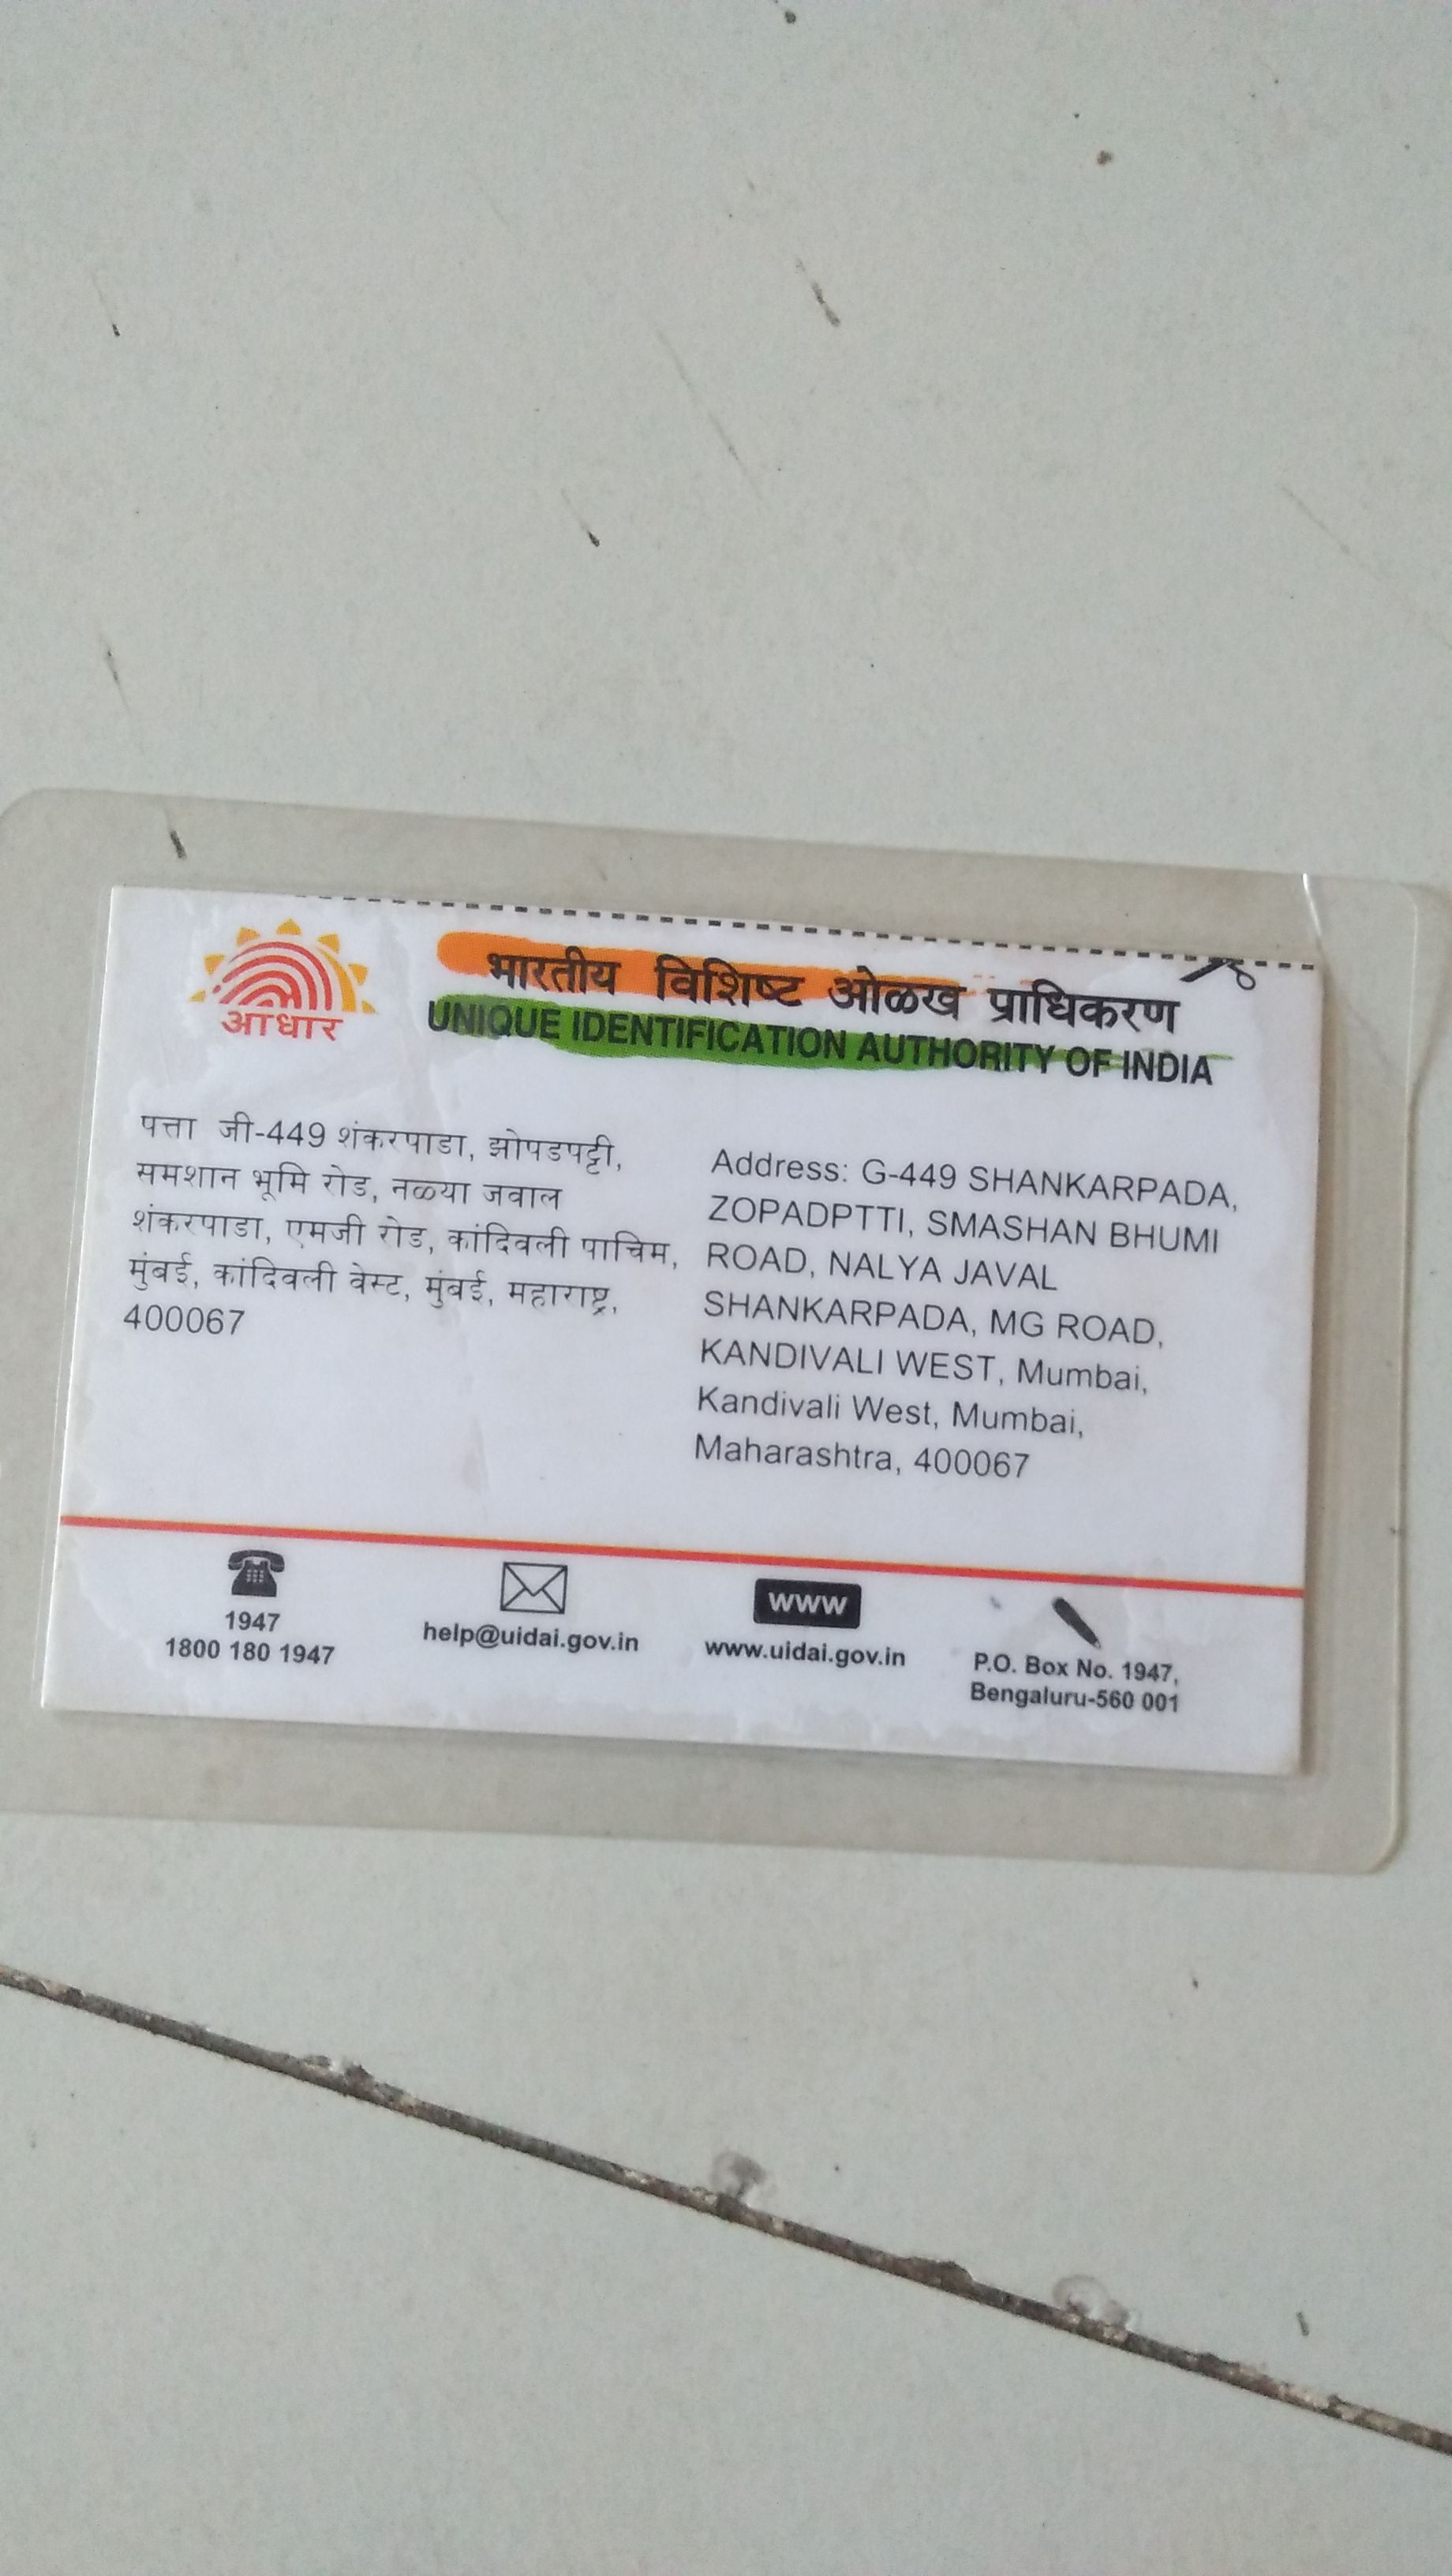 आधार
भारतीय विशिष्ट ओळख प्राधिकरण
UNIQUE IDENTIFICATION AUTHORITY OF INDIA
पत्ता जी-449 शंकरपाडा, झोपडपट्टी,
समशान भूमि रोड, नळ्या जवाल
शंकरपाडा, एमजी रोड, कांदिवली पाचिम,
मुंबई, कांदिवली वेस्ट, मुंबई, महाराष्ट्र,
400067
Address: G-449 SHANKARPADA,
ZOPADPTTI, SMASHAN BHUMI
ROAD, NALYA JAVAL
SHANKARPADA, MG ROAD,
KANDIVALI WEST, Mumbai,
Kandivali West, Mumbai,
Maharashtra, 400067
1947
1800 180 1947
help@uidai.gov.in
www
www.uidai.gov.in
P.O. Box No. 1947,
Bengaluru-560 001